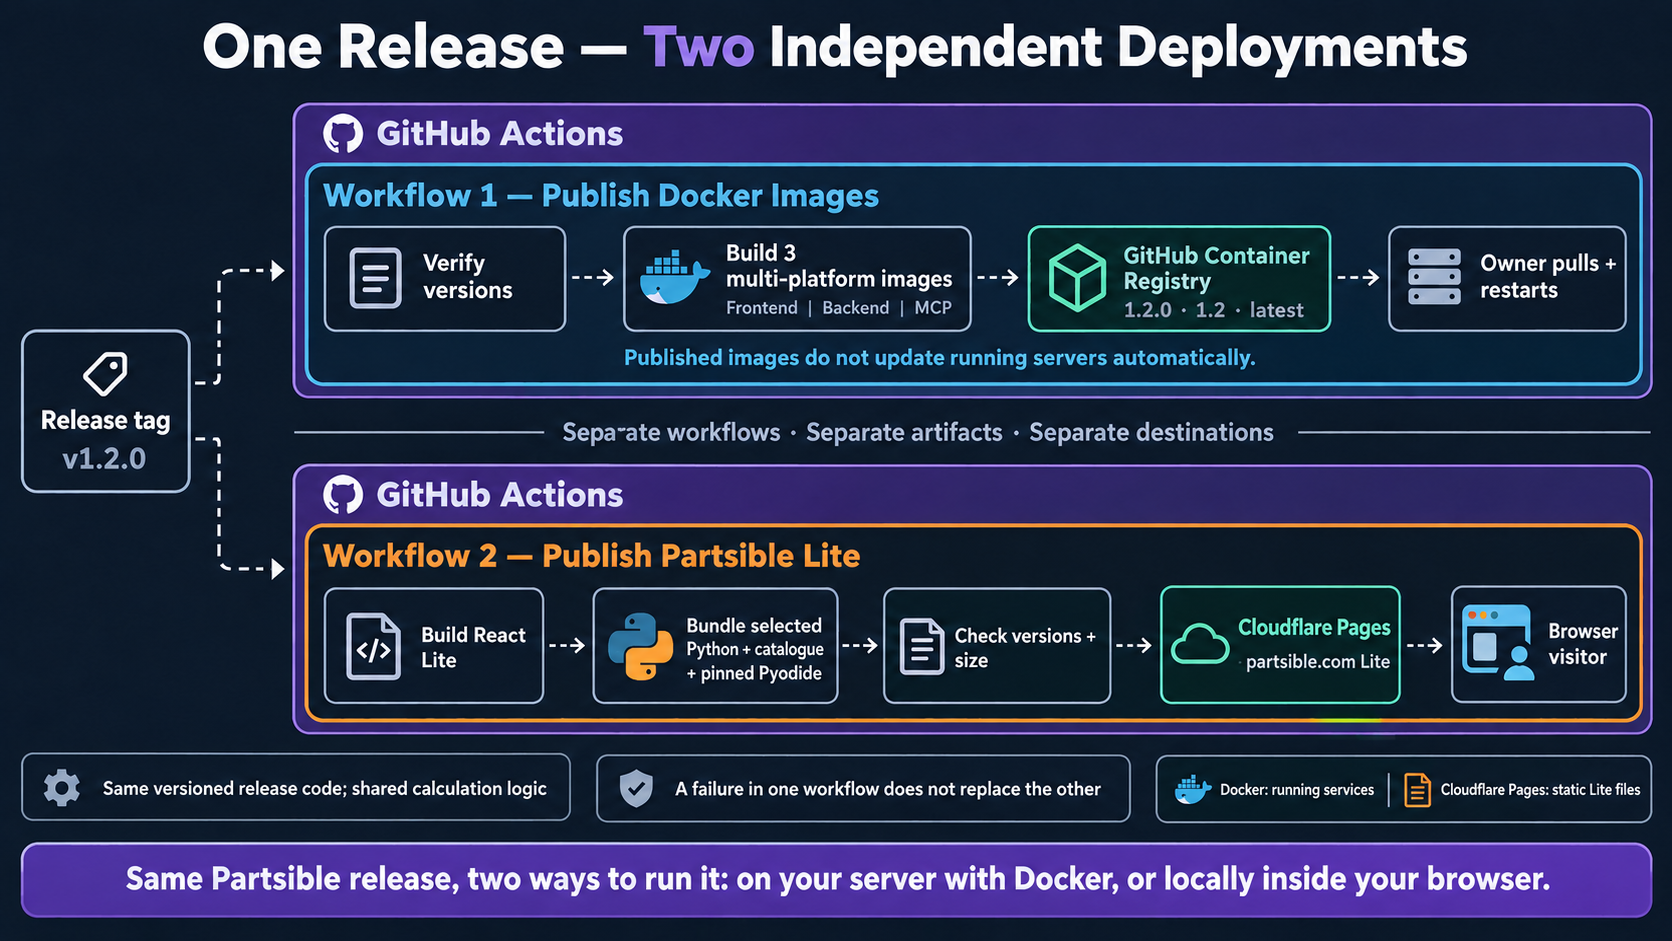 One Release — Two Independent Deployments
GitHub Actions
Workflow 1 — Publish Docker Images
Verify
versions
Build 3
multi-platform images
Frontend | Backend | MCP
GitHub Container
Registry
1.2.0 · 1.2 · latest
Owner pulls +
restarts
Published images do not update running servers automatically.
Release tag
v1.2.0
Separate workflows · Separate artifacts · Separate destinations
GitHub Actions
Workflow 2 — Publish Partsible Lite
Build React
Lite
Bundle selected
Python + catalogue
+ pinned Pyodide
Check versions +
size
Cloudflare Pages
partsible.com Lite
Browser
visitor
Same versioned release code; shared calculation logic
A failure in one workflow does not replace the other
Docker: running services
Cloudflare Pages: static Lite files
Same Partsible release, two ways to run it: on your server with Docker, or locally inside your browser.